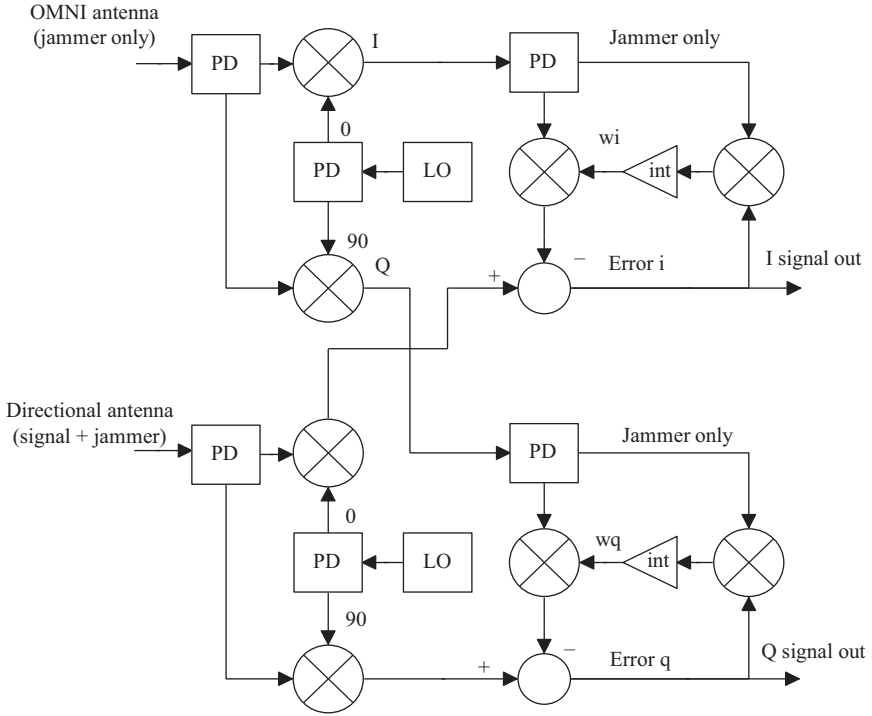 OMNI antenna
(jammer only)
I
Jammer only
PD
PD
0
wi
PD
LO
int
90
Q
−
Error i
I signal out
+
Directional antenna
(signal + jammer)
Jammer only
PD
PD
0
wq
PD
LO
int
90
−
Error q
Q signal out
+